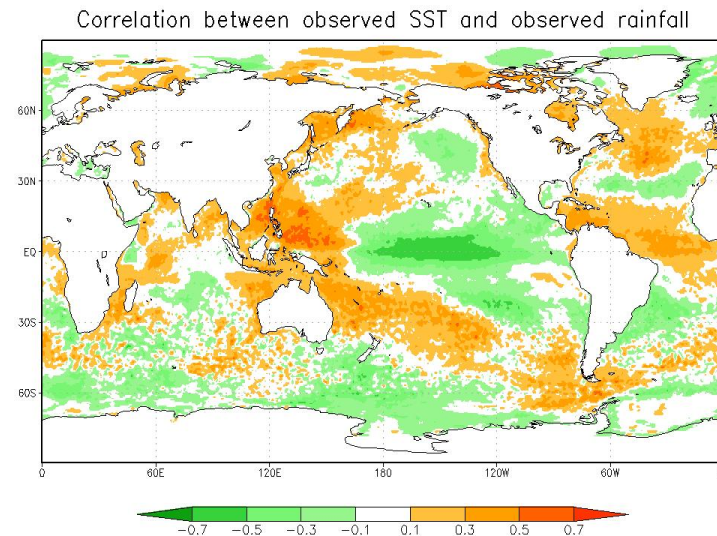 Correlation between observed SST and observed rainfall
60N
30N
EQ
30S
60S
0 60E 120E 180 120W 60W
-0.7 -0.5 -0.3 -0.1 0.1 0.3 0.5 0.7